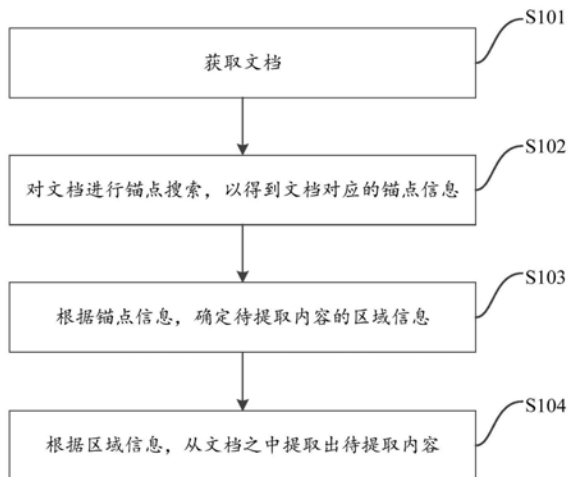 S101
获取文档
S102
对文档进行锚点搜索，以得到文档对应的锚点信息
S103
根据锚点信息，确定待提取内容的区域信息
S104
根据区域信息，从文档之中提取出待提取内容